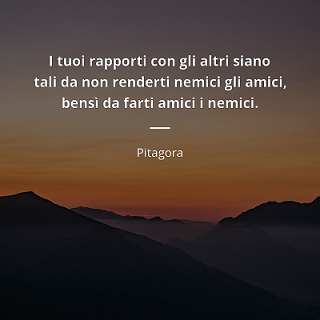 I tuoi rapporti con gli altri siano
tali da non renderti nemici gli amici,
bensì da farti amici i nemici.
Pitagora